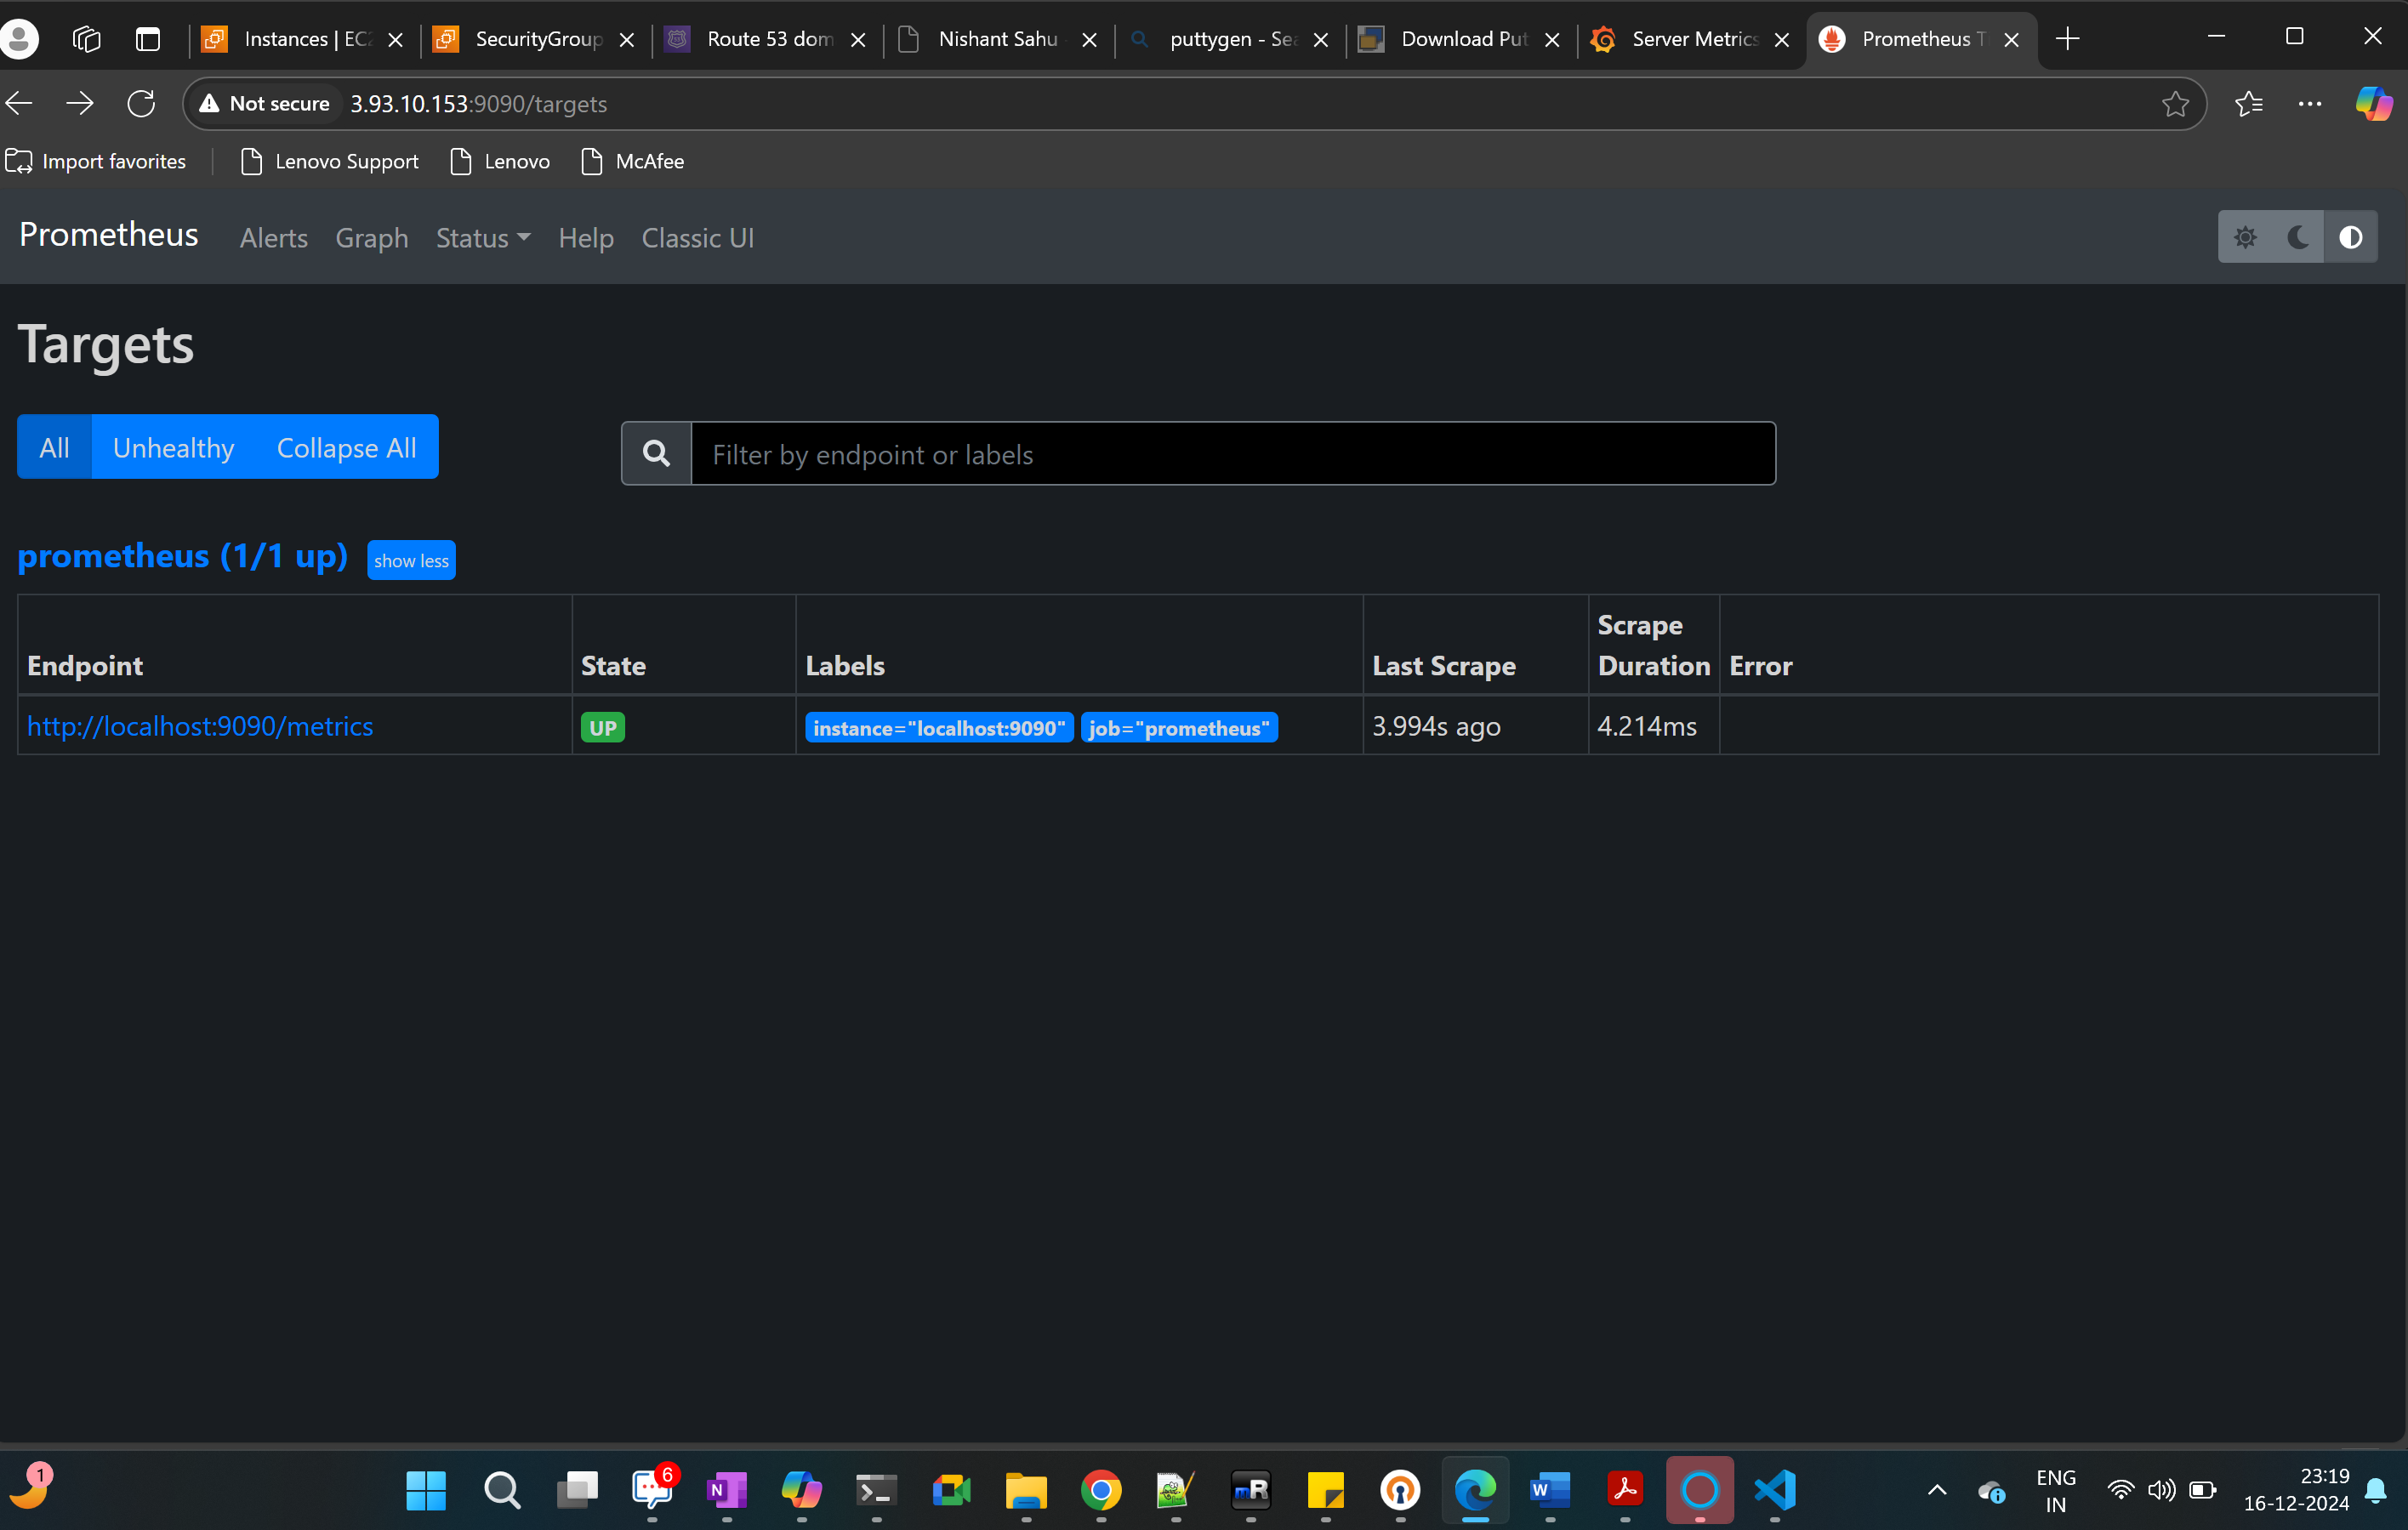 Instances | EC2
SecurityGroup
Route 53 dom
Nishant Sahu
puttygen - Sea
Download Put
Server Metrics
Prometheus T
Not secure
3.93.10.153:9090/targets
Import favorites
Lenovo Support
Lenovo
McAfee
Prometheus
Alerts
Graph
Status
Help
Classic UI
Targets
All
Unhealthy
Collapse All
Filter by endpoint or labels
prometheus (1/1 up)
show less
Endpoint
State
Labels
Last Scrape
Scrape
Duration
Error
http://localhost:9090/metrics
UP
instance="localhost:9090"
job="prometheus"
3.994s ago
4.214ms
1
6
N
mR
W
ENG
IN
23:19
16-12-2024